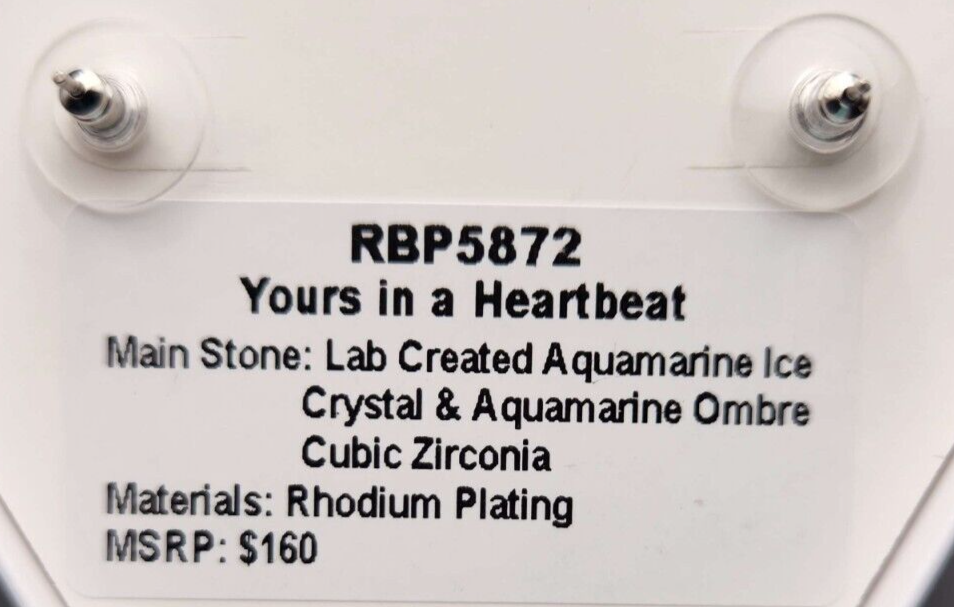 RBP5872
Yours in a Heartbeat
Main Stone: Lab Created Aquamarine Ice
Crystal & Aquamarine Ombre
Cubic Zirconia
Materials: Rhodium Plating
MSRP: $160